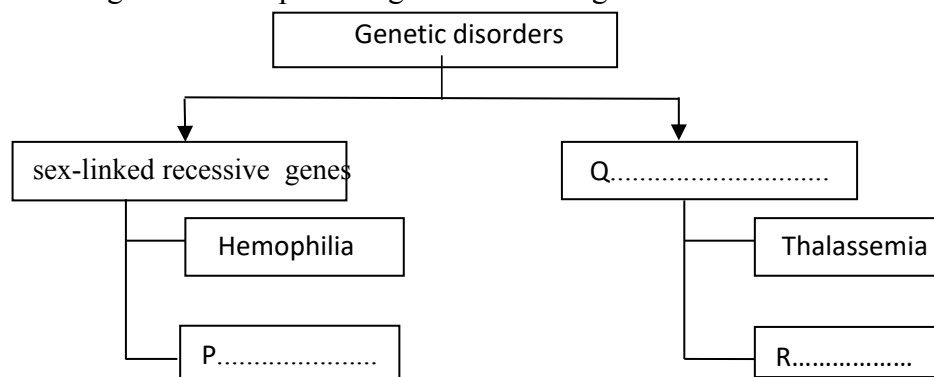 Genetic disorders
sex-linked recessive genes
Q............................
Hemophilia
Thalassemia
P.....................
R................